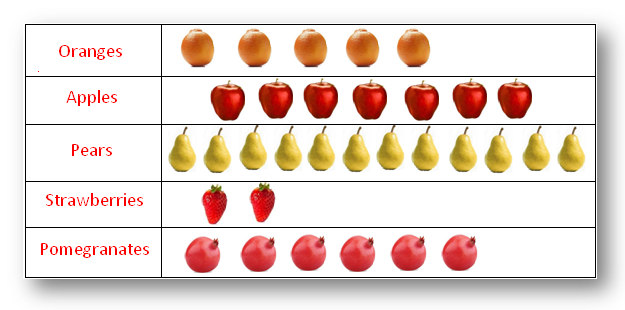 Oranges
Apples
Pears
Strawberries
Pomegranates